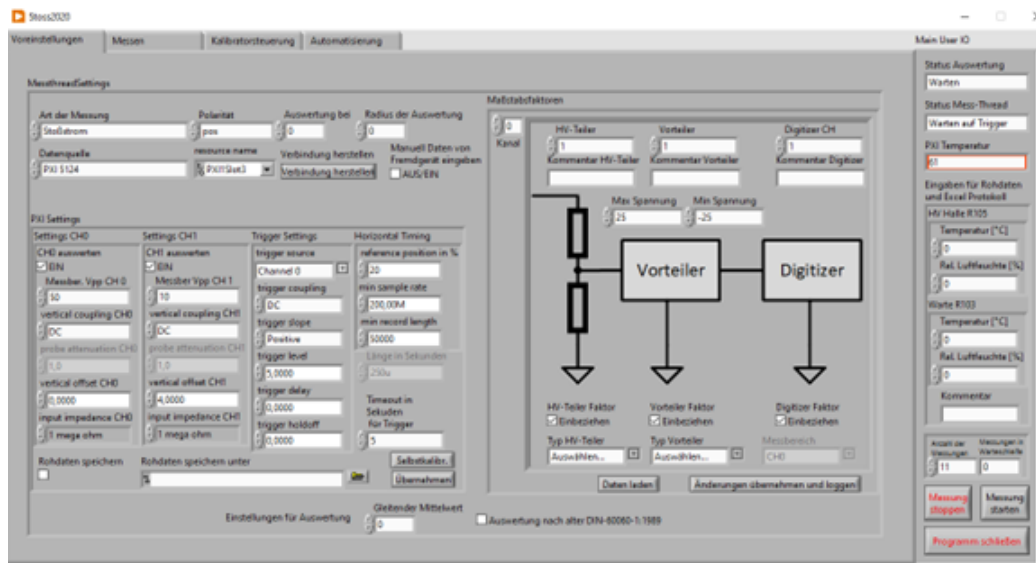 Stoss2020
Voreinstellungen
Messen
Kalibratorsteuerung
Automatisierung
Main User IO
MessthreadSettings
Art der Messung
Stoßstrom
Polarität
pos
Auswertung bei
0
Radius der Auswertung
0
Datenquelle
PXI 5124
resource name
PXI1Slot3
Verbindung herstellen
Verbindung herstellen
Manuell Daten von
Fremdgerät eingeben
AUS/EIN
PXI Settings
Settings CH0
CH0 auswerten
EIN
Messber. Vpp CH 0
50
vertical coupling CH0
DC
probe attenuation CH0
1,0
vertical offset CH0
0,0000
input impedance CH0
1 mega ohm
Settings CH1
CH1 auswerten
EIN
Messber Vpp CH 1
10
vertical coupling CH1
DC
probe attenuation CH1
1,0
vertical offset CH1
4,0000
input impedance CH1
1 mega ohm
Trigger Settings
trigger source
Channel 0
trigger coupling
DC
trigger slope
Positive
trigger level
5,0000
trigger delay
0,0000
trigger holdoff
0,0000
Horizontal Timing
reference position in %
20
min sample rate
200,00M
min record length
50000
Länge in Sekunden
250u
Timeout in
Sekuden
für Trigger
5
Rohdaten speichern
Rohdaten speichern unter
Selbstkalibr.
Übernahmen
Einstellungen für Auswertung
Gleitender Mittelwert
0
Auswertung nach alter DIN-60060-1:1989
Maßstabsfaktoren
0
Kanal
HV-Teiler
1
Kommentar HV-Teiler
Vorteiler
1
Kommentar Vorteiler
Digitizer CH
1
Kommentar Digitizer
Max Spannung
25
Min Spannung
-25
Vorteiler
Digitizer
HV-Teiler Faktor
Einbeziehen
Vorteiler Faktor
Einbeziehen
Digitizer Faktor
Einbeziehen
Typ HV-Teiler
Auswählen...
Typ Vorteiler
Auswählen...
Messbereich
CH0
Daten laden
Änderungen übernahmen und loggen
Status Auswertung
Warten
Status Mess-Thread
Warten auf Trigger
PXI Temperatur
61
Eingaben für Rohdaten
und Excel Protokoll
HV Halle R105
Temperatur [°C]
0
Rel. Luftfeuchte [%]
0
Warte R103
Temperatur [°C]
0
Rel. Luftfeuchte [%]
0
Kommentar
Anzahl der
Messungen
11
Messungen in
Warteschleife
0
Messung
stoppen
Messung
starten
Programm schließen